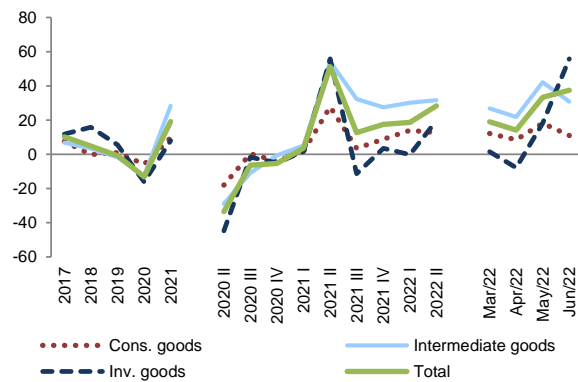 80
60
40
20
0
-20
-40
-60
2017
2018
2019
2020
2021
2020 II
2020 III
2020 IV
2021 I
2021 II
2021 III
2021 IV
2022 I
2022 II
Mar/22
Apr/22
May/22
Jun/22
Cons. goods
Intermediate goods
Inv. goods
Total